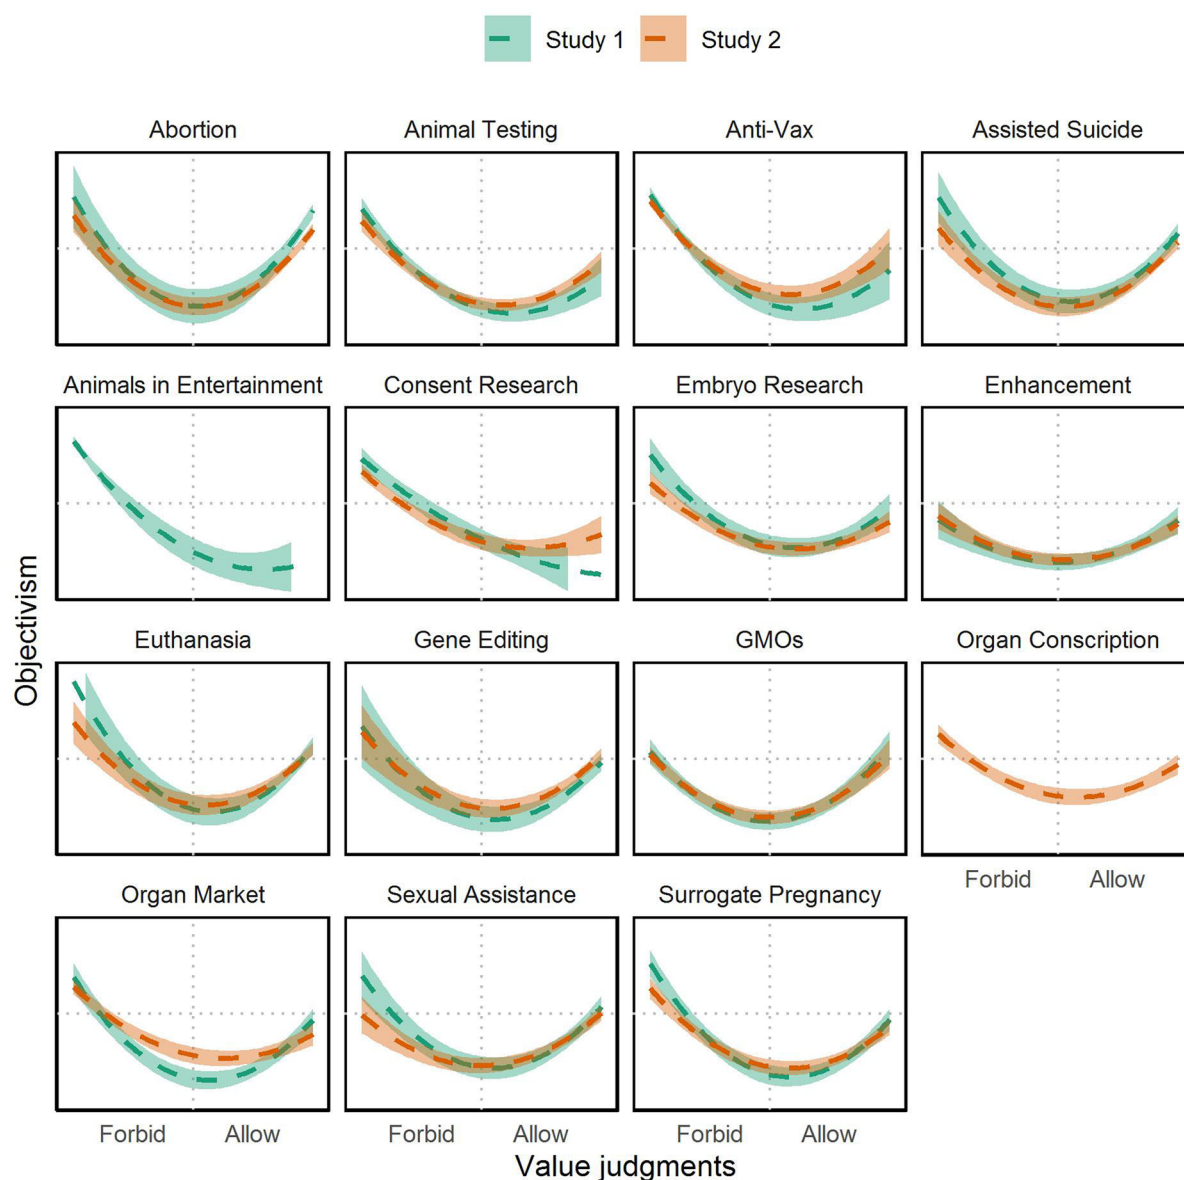 Study 1 Study 2
Abortion Animal Testing Anti-Vax Assisted Suicide
Animals in Entertainment Consent Research Embryo Research Enhancement
Objectivism
Euthanasia Gene Editing GMOs Organ Conscription
Forbid Allow
Organ Market Sexual Assistance Surrogate Pregnancy
Forbid Allow Forbid Allow Forbid Allow
Value judgments